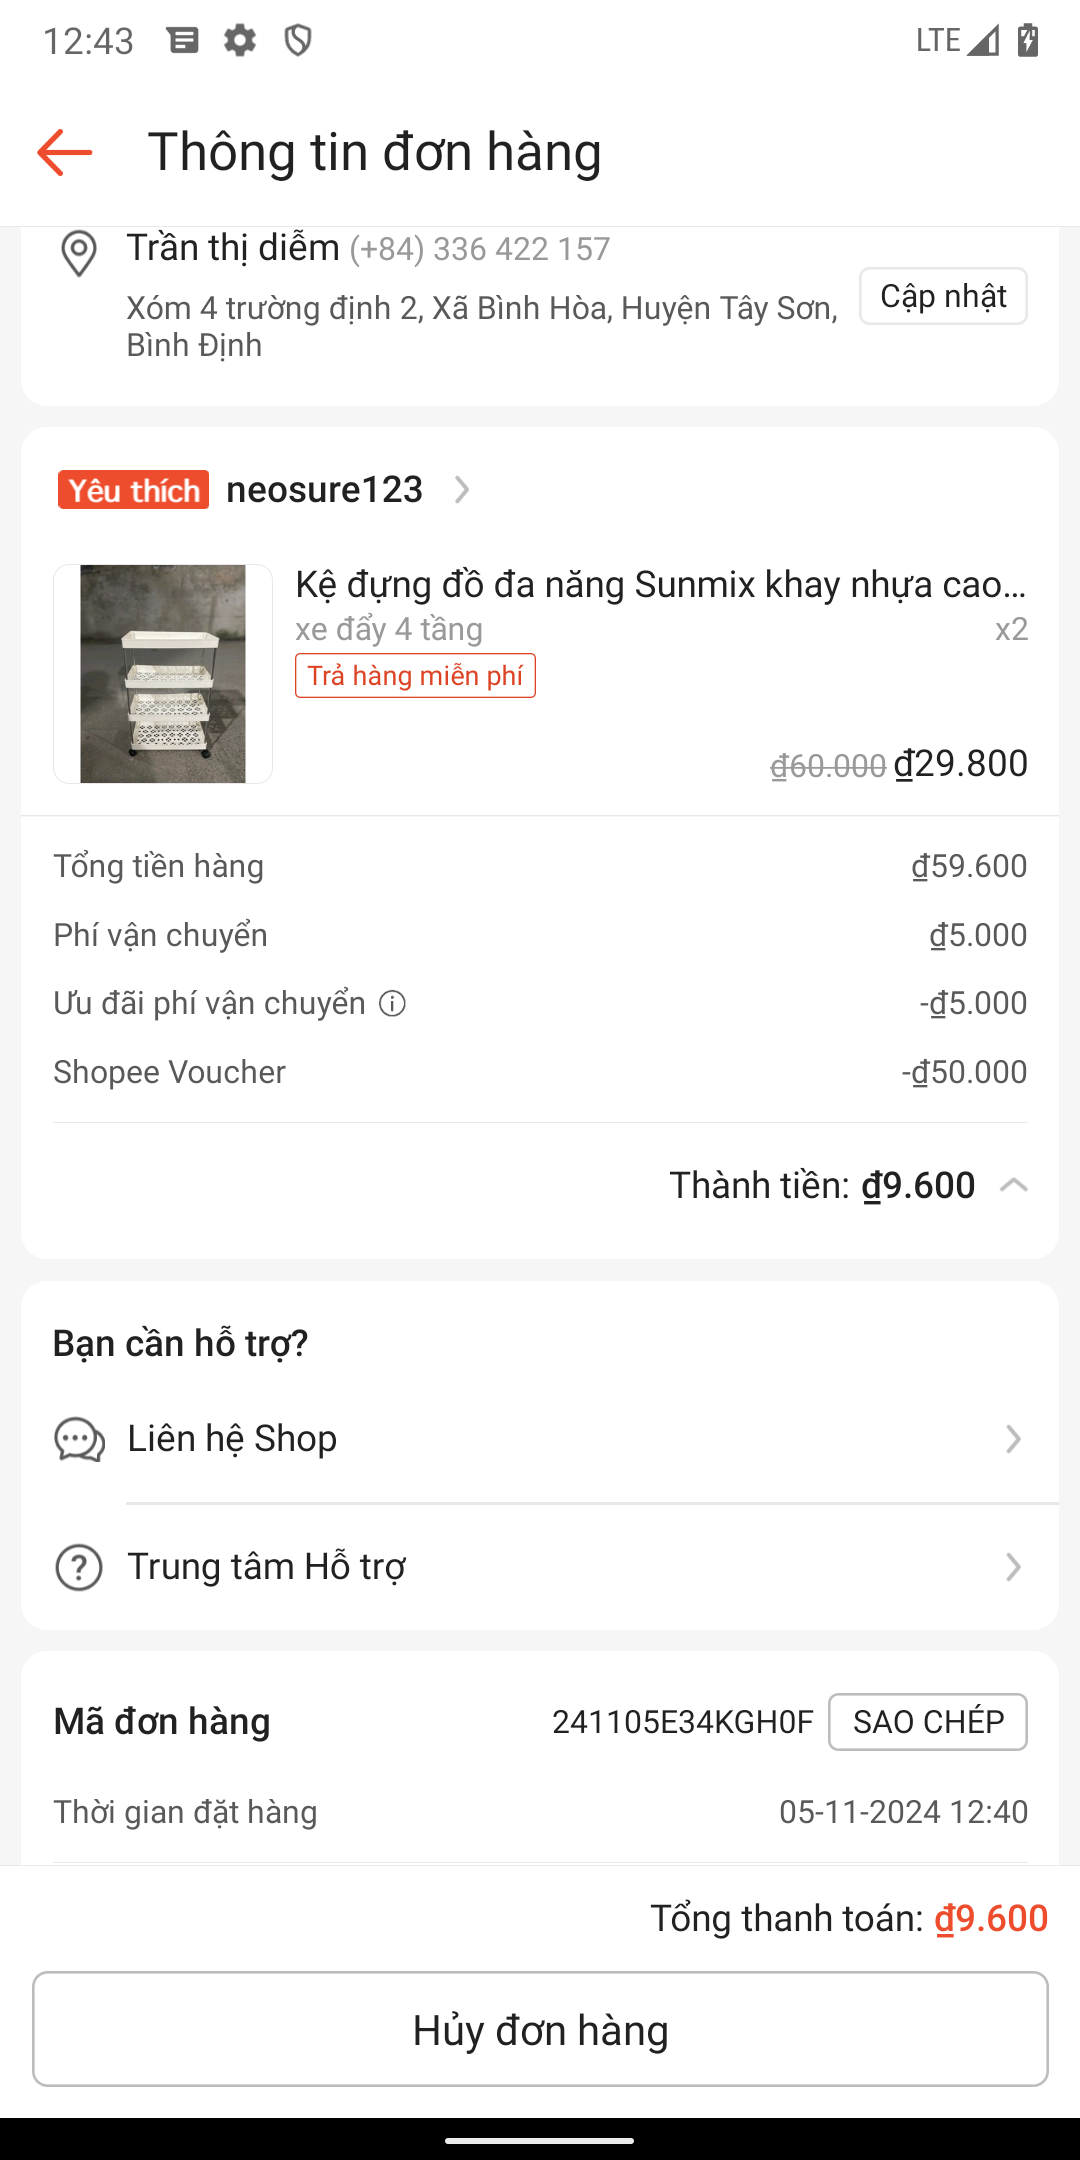 12:43
LTE
Thông tin đơn hàng
Trần thị diễm (+84) 336 422 157
Xóm 4 trường định 2, Xã Bình Hòa, Huyện Tây Sơn,
Bình Định
Cập nhật
Yêu thích neosure123
Kệ đựng đồ đa năng Sunmix khay nhựa cao...
xe đẩy 4 tầng x2
Trả hàng miễn phí
₫60.000 ₫29.800
Tổng tiền hàng ₫59.600
Phí vận chuyển ₫5.000
Ưu đãi phí vận chuyển -₫5.000
Shopee Voucher -₫50.000
Thành tiền: ₫9.600
Bạn cần hỗ trợ?
Liên hệ Shop
Trung tâm Hỗ trợ
Mã đơn hàng 241105E34KGH0F SAO CHÉP
Thời gian đặt hàng 05-11-2024 12:40
Tổng thanh toán: ₫9.600
Hủy đơn hàng